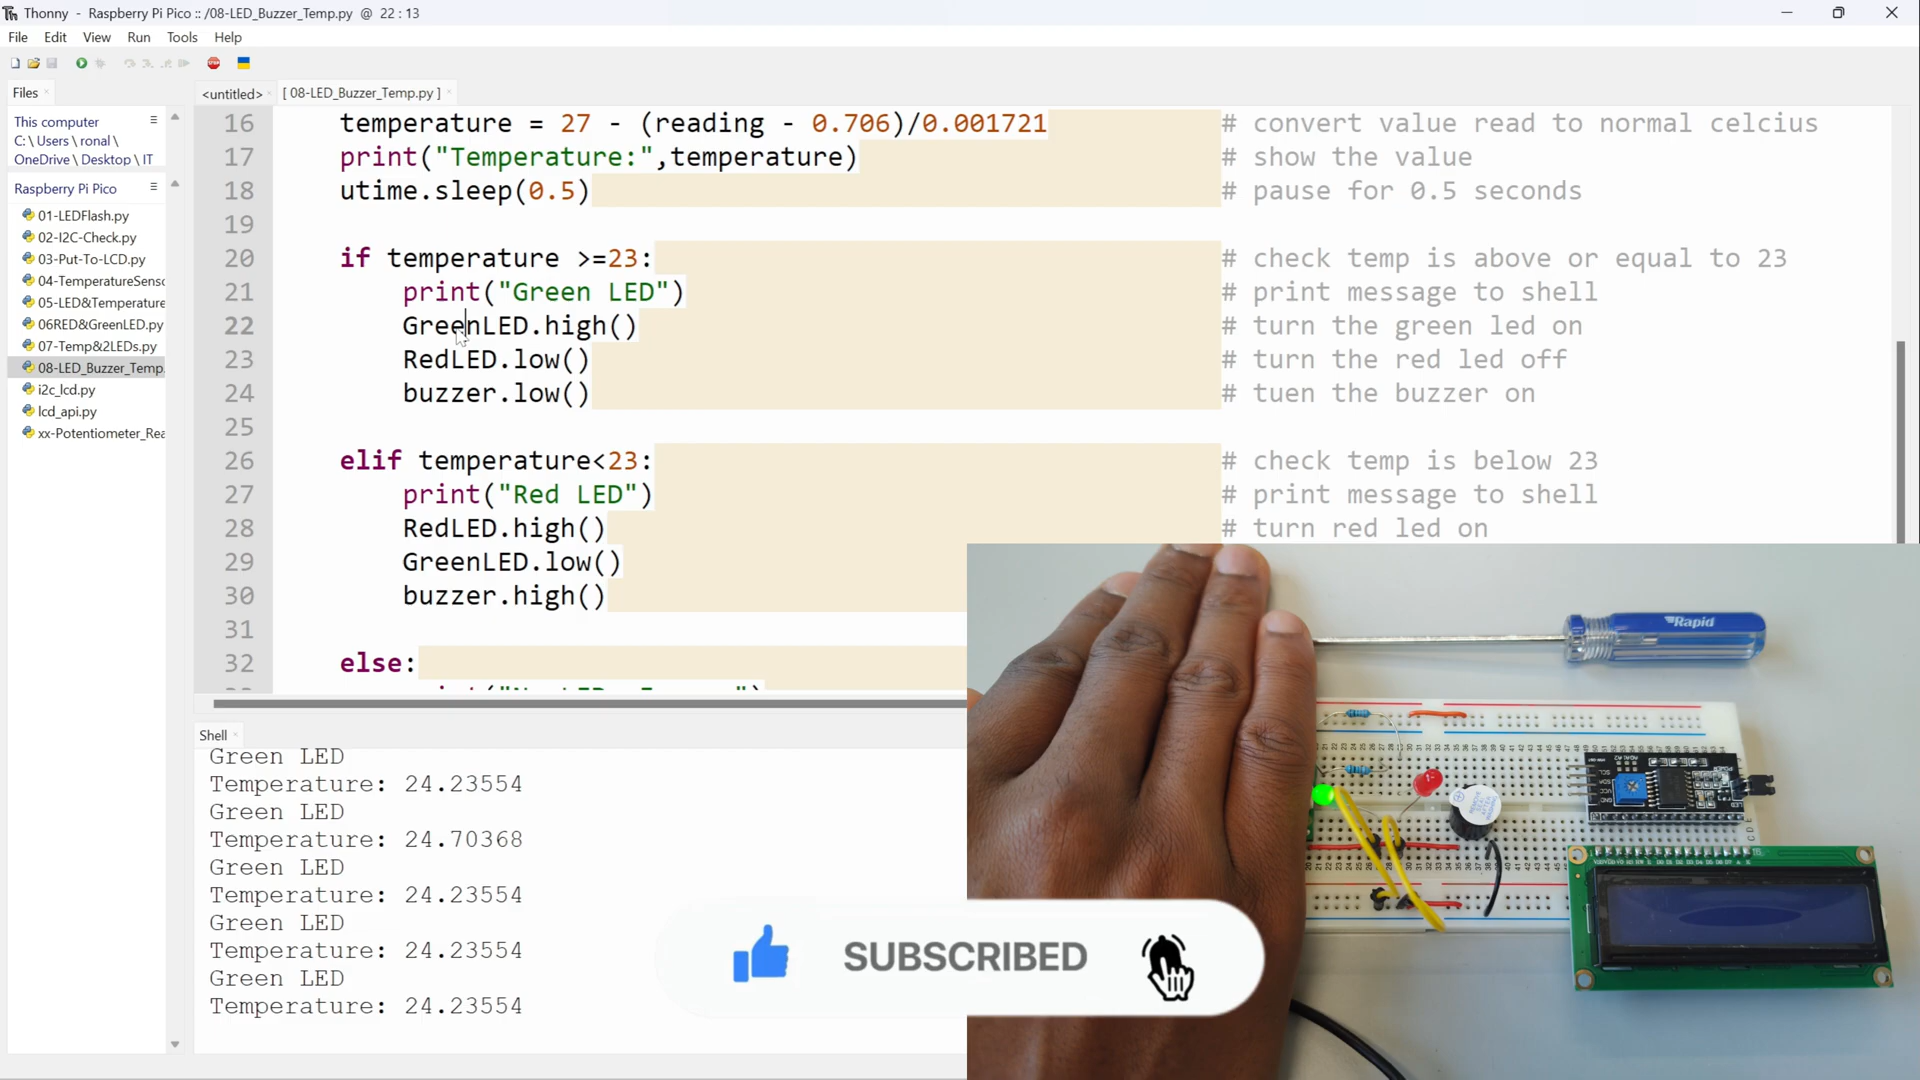 Thonny - Raspberry Pi Pico :: /08-LED_Buzzer_Temp.py @ 22 : 13
File Edit View Run Tools Help
Files
<untitled>
[ 08-LED_Buzzer_Temp.py ]
This computer
C: \ Users \ ronal \
OneDrive \ Desktop \ IT
Raspberry Pi Pico
01-LEDFlash.py
02-I2C-Check.py
03-Put-To-LCD.py
04-TemperatureSenso
05-LED&Temperature
06RED&GreenLED.py
07-Temp&2LEDs.py
08-LED_Buzzer_Temp.
i2c_lcd.py
lcd_api.py
xx-Potentiometer_Rea
16 temperature = 27 - (reading - 0.706)/0.001721 # convert value read to normal celcius
17 print("Temperature:",temperature) # show the value
18 utime.sleep(0.5) # pause for 0.5 seconds
19
20 if temperature >=23: # check temp is above or equal to 23
21 print("Green LED") # print message to shell
22 GreenLED.high() # turn the green led on
23 RedLED.low() # turn the red led off
24 buzzer.low() # tuen the buzzer on
25
26 elif temperature<23: # check temp is below 23
27 print("Red LED") # print message to shell
28 RedLED.high() # turn red led on
29 GreenLED.low()
30 buzzer.high()
31
32 else:
Shell
Green LED
Temperature: 24.23554
Green LED
Temperature: 24.70368
Green LED
Temperature: 24.23554
Green LED
Temperature: 24.23554
Green LED
Temperature: 24.23554
SUBSCRIBED
Rapid